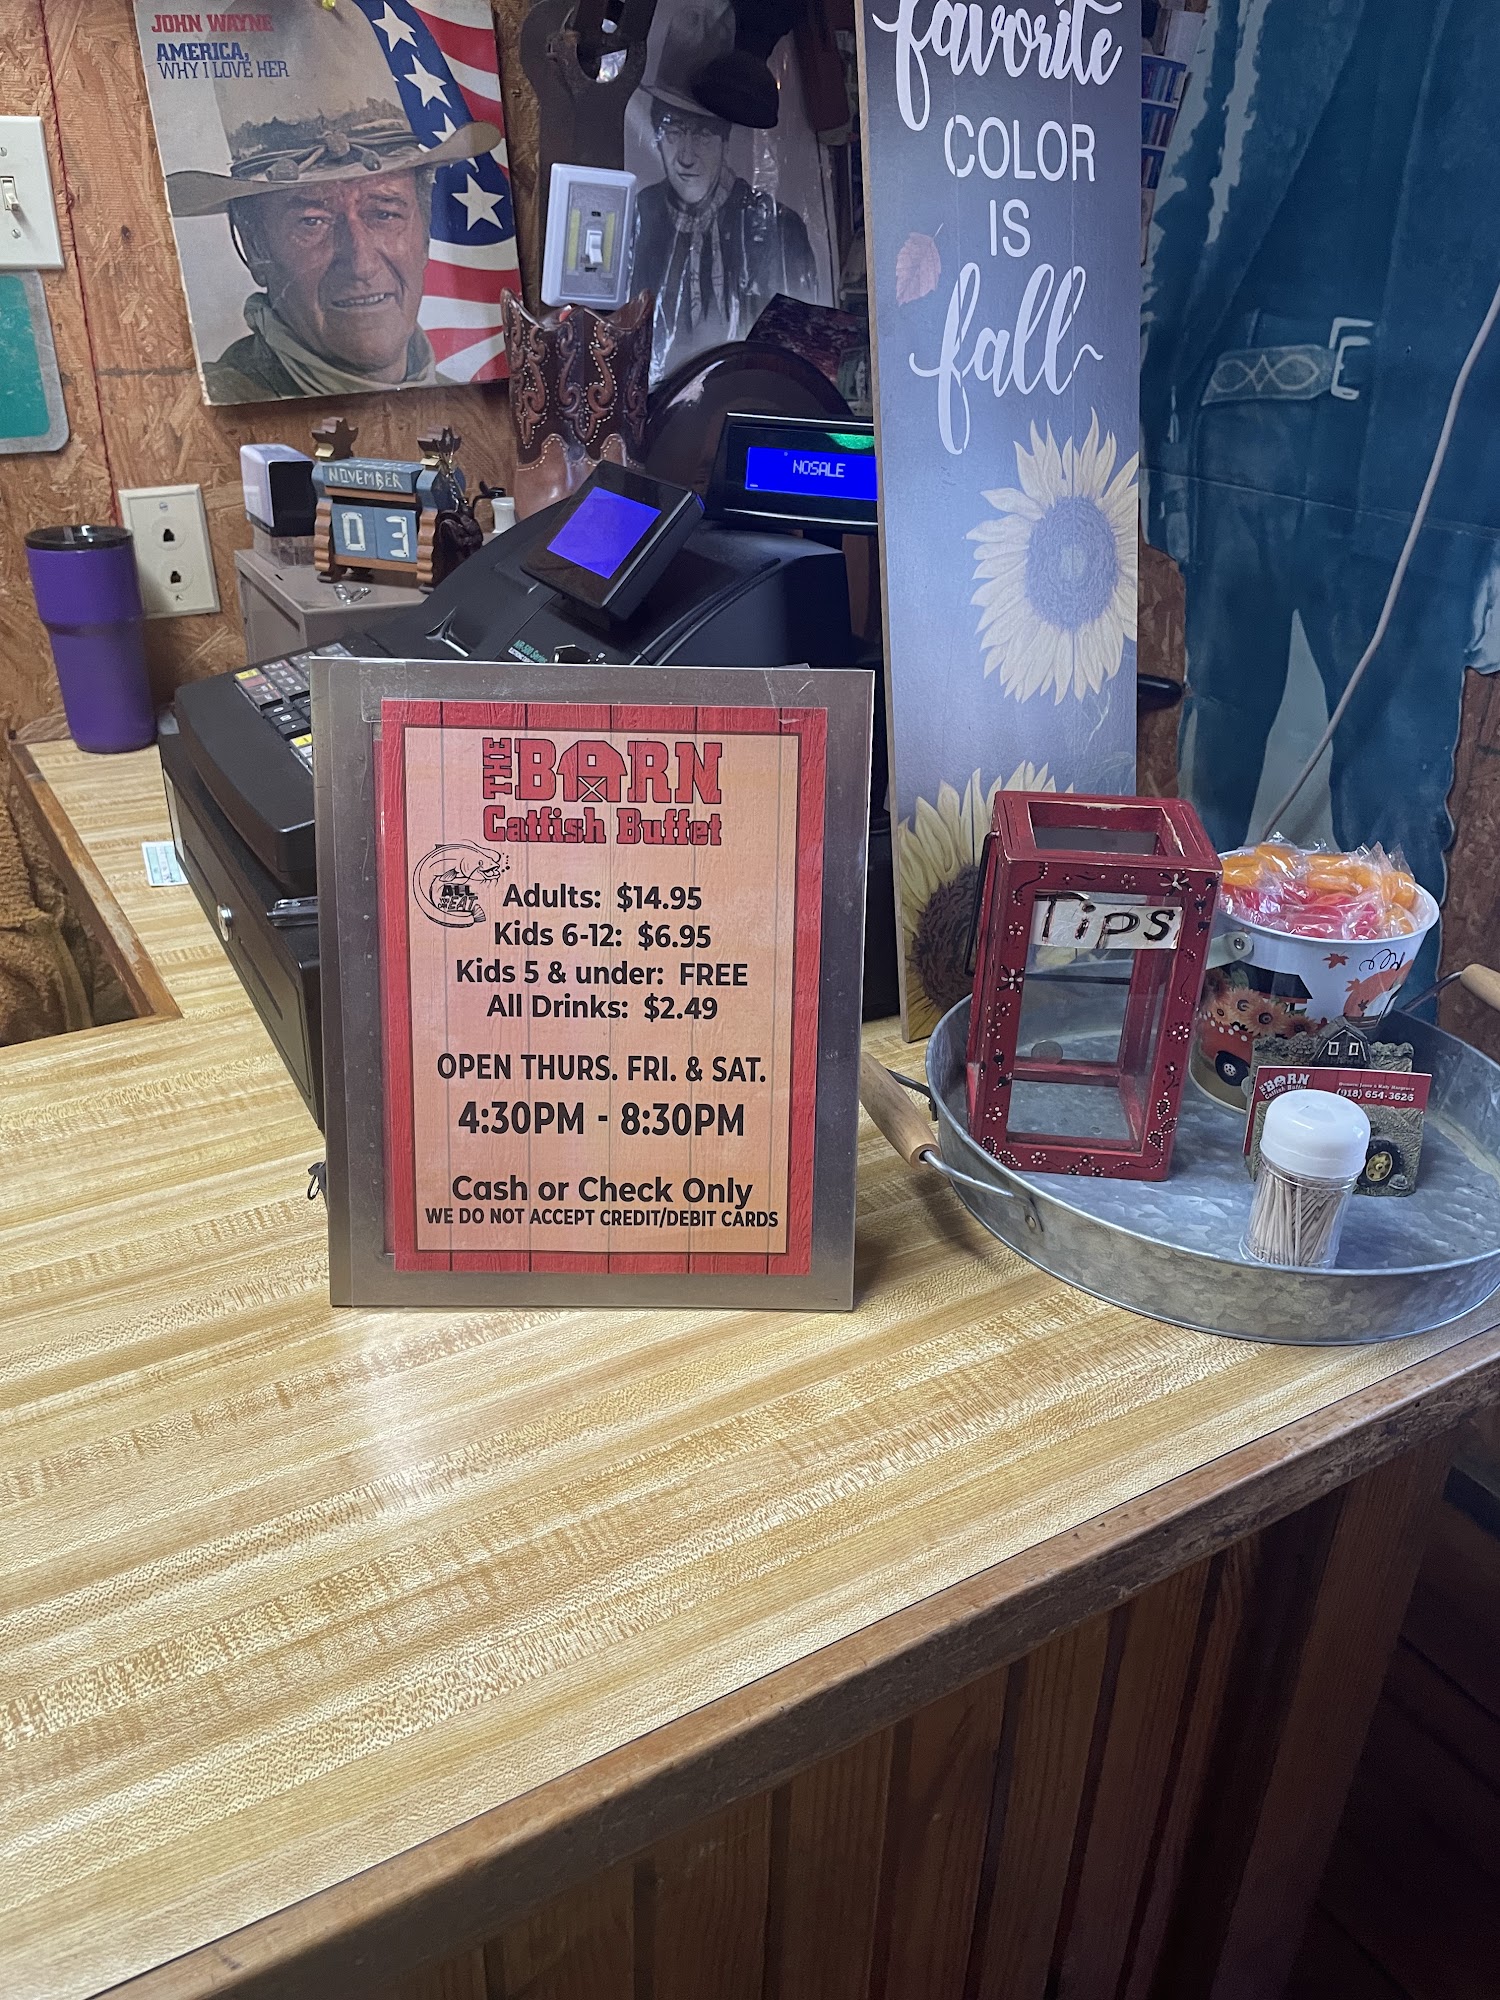 JOHN WAYNE
AMERICA,
WHY I LOVE HER
favorite
COLOR
IS
fall
NOVEMBER
03
NOSALE
THE BARN
Catfish Buffet
ALL
YOU CAN
EAT
Adults: $14.95
Kids 6-12: $6.95
Kids 5 & under: FREE
All Drinks: $2.49
OPEN THURS. FRI. & SAT.
4:30PM - 8:30PM
Cash or Check Only
WE DO NOT ACCEPT CREDIT/DEBIT CARDS
Tips
THE BARN
Catfish Buffet
(918) 654-3626